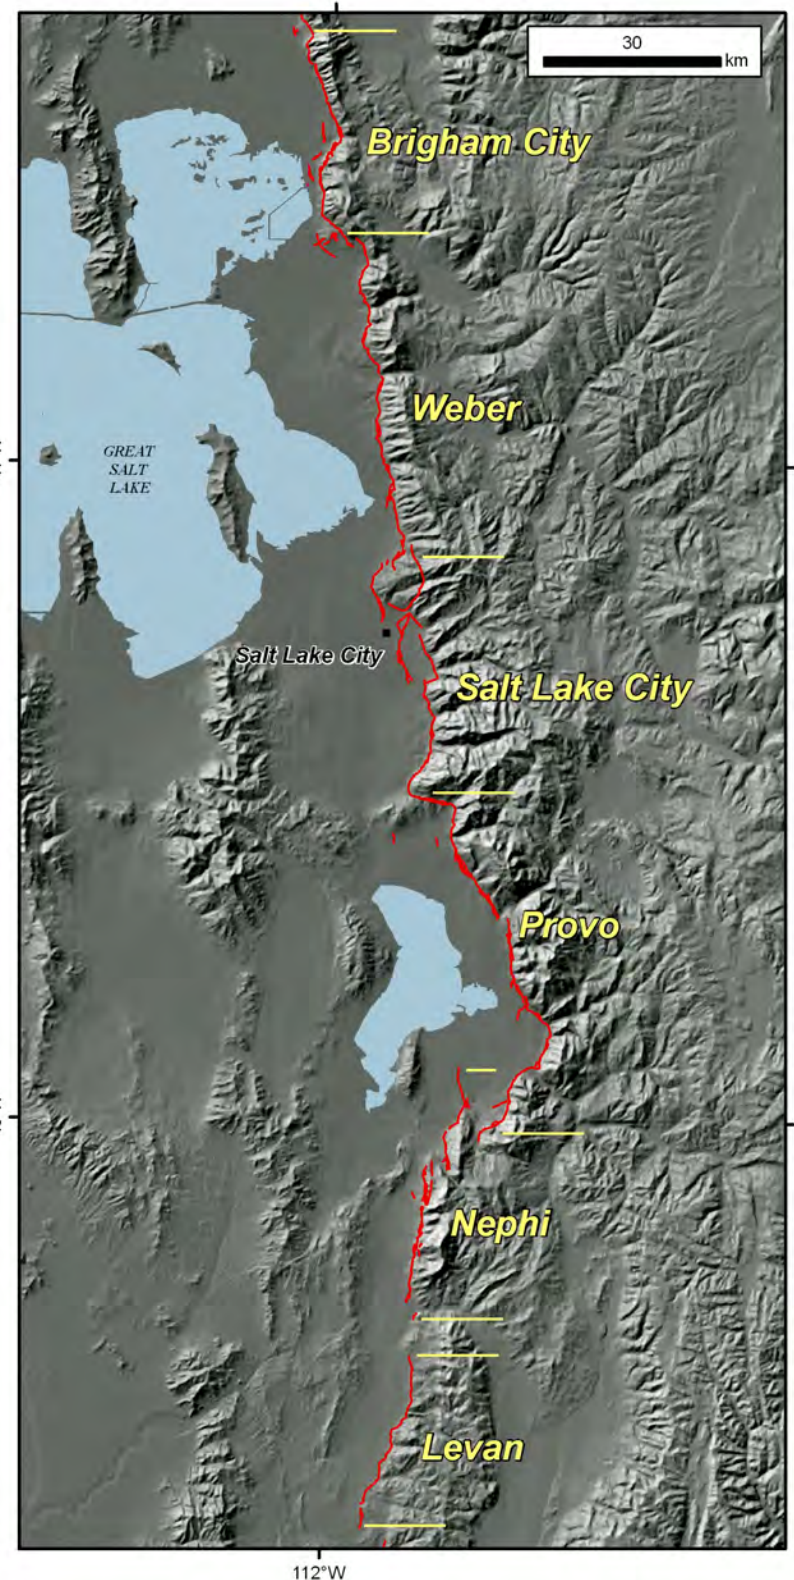 30
km
Brigham City
Weber
GREAT
SALT
LAKE
Salt Lake City
Salt Lake City
Provo
Nephi
Levan
112°W